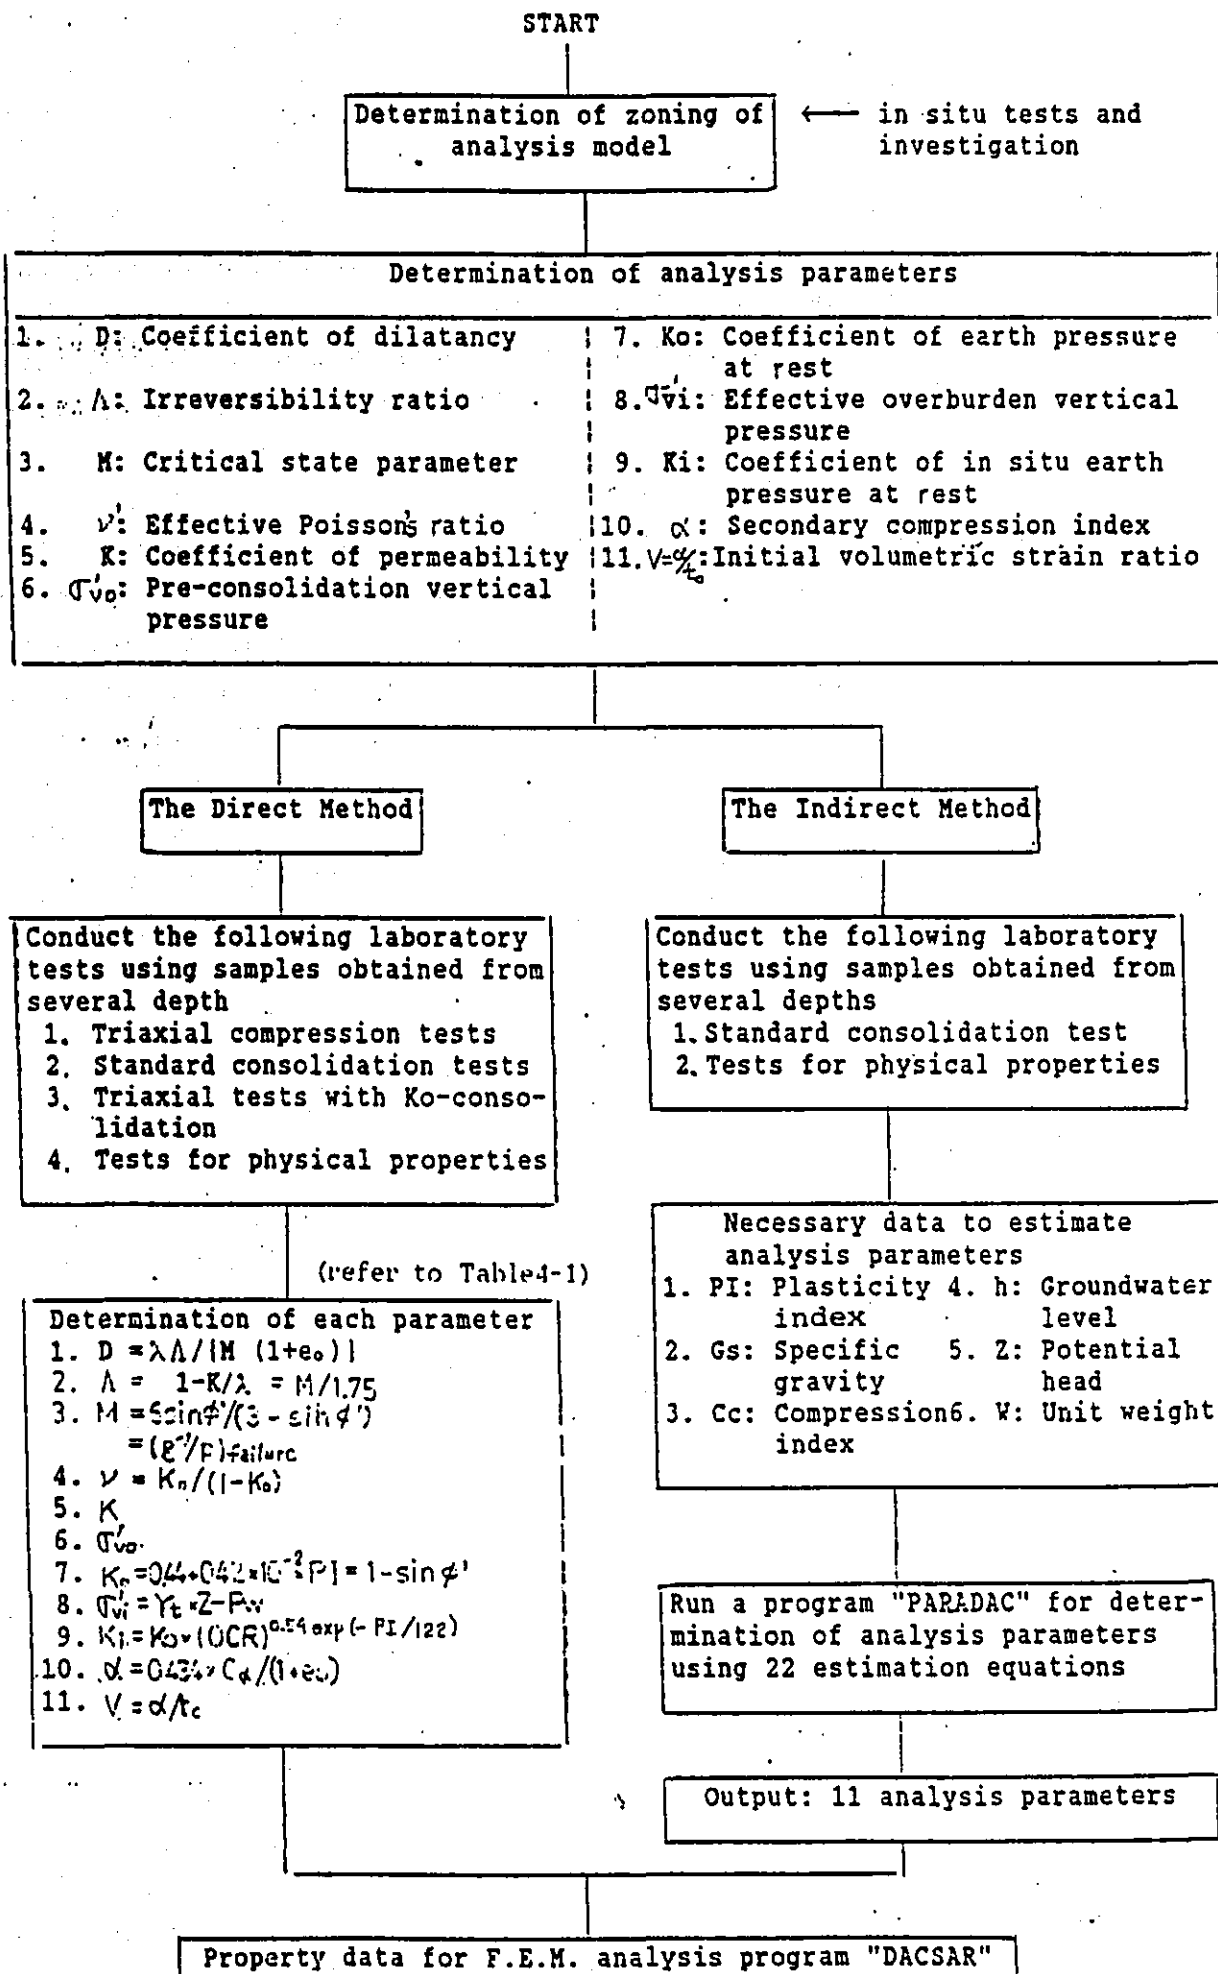 START
Determination of zoning of
analysis model
← in situ tests and
investigation
Determination of analysis parameters
1. D: Coefficient of dilatancy
2. Λ: Irreversibility ratio
3. M: Critical state parameter
4. ν': Effective Poisson's ratio
5. K: Coefficient of permeability
6. σ'vo: Pre-consolidation vertical
pressure
7. Ko: Coefficient of earth pressure
at rest
8. σ'vi: Effective overburden vertical
pressure
9. Ki: Coefficient of in situ earth
pressure at rest
10. α: Secondary compression index
11. V=α/to: Initial volumetric strain ratio
The Direct Method
Conduct the following laboratory
tests using samples obtained from
several depth
1. Triaxial compression tests
2. Standard consolidation tests
3. Triaxial tests with Ko-conso-
lidation
4. Tests for physical properties
(refer to Table4-1)
Determination of each parameter
1. D = λΛ/{M (1+eo)}
2. Λ = 1-K/λ = M/1.75
3. M = 6sinφ'/(3 - sinφ')
failure
4. ν = Ko/(1-Ko)
5. K
6. σ'vo
7. Ko = 0.44+0.42×10⁻²PI = 1-sinφ'
8. σ'vi = γt×Z-Pw
9. Ki = Ko×(OCR)^0.54exp(-PI/122)
10. α = 0.434×Cα/(1+eo)
11. V = α/tc
The Indirect Method
Conduct the following laboratory
tests using samples obtained from
several depths
1. Standard consolidation test
2. Tests for physical properties
Necessary data to estimate
analysis parameters
1. PI: Plasticity
index
2. Gs: Specific
gravity
3. Cc: Compression
index
4. h: Groundwater
level
5. Z: Potential
head
6. W: Unit weight
Run a program "PARADAC" for deter-
mination of analysis parameters
using 22 estimation equations
Output: 11 analysis parameters
Property data for F.E.M. analysis program "DACSAR"